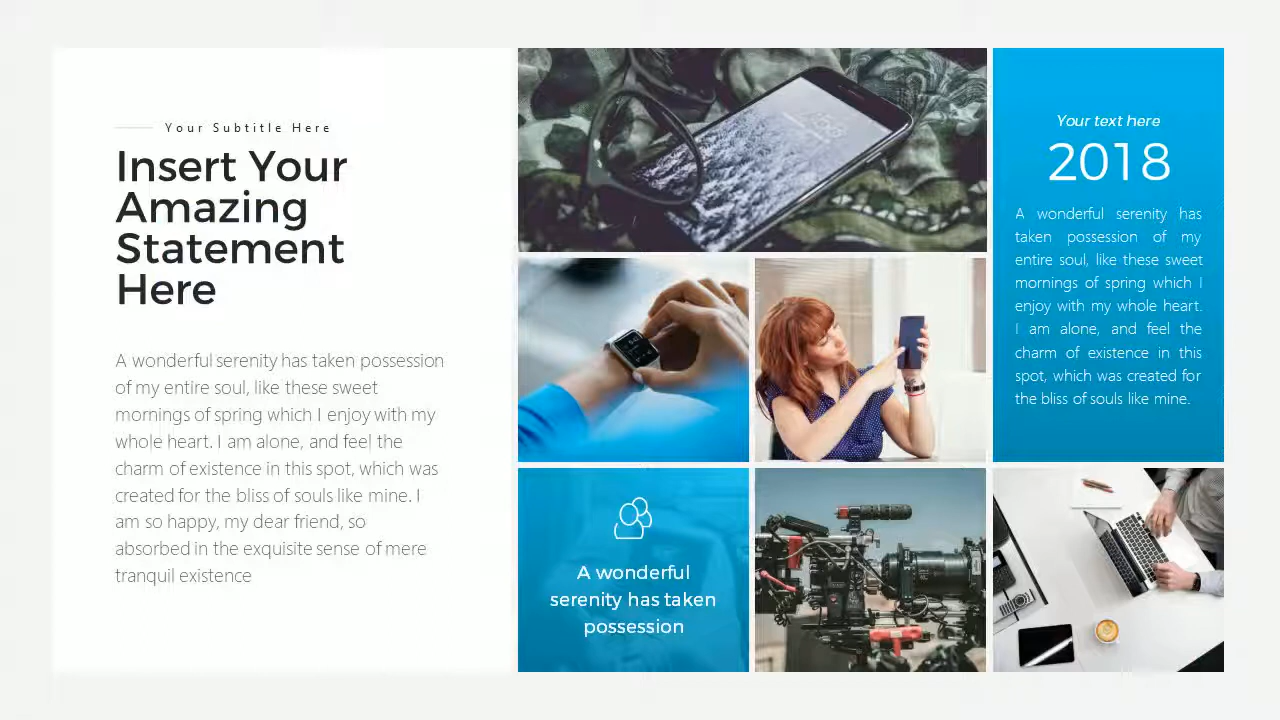 Your Subtitle Here
Insert Your
Amazing
Statement
Here
A wonderful serenity has taken possession
of my entire soul, like these sweet
mornings of spring which I enjoy with my
whole heart. I am alone, and feel the
charm of existence in this spot, which was
created for the bliss of souls like mine. I
am so happy, my dear friend, so
absorbed in the exquisite sense of mere
tranquil existence
A wonderful
serenity has taken
possession
Your text here
2018
A wonderful serenity has
taken possession of my
entire soul, like these sweet
mornings of spring which I
enjoy with my whole heart.
I am alone, and feel the
charm of existence in this
spot, which was created for
the bliss of souls like mine.